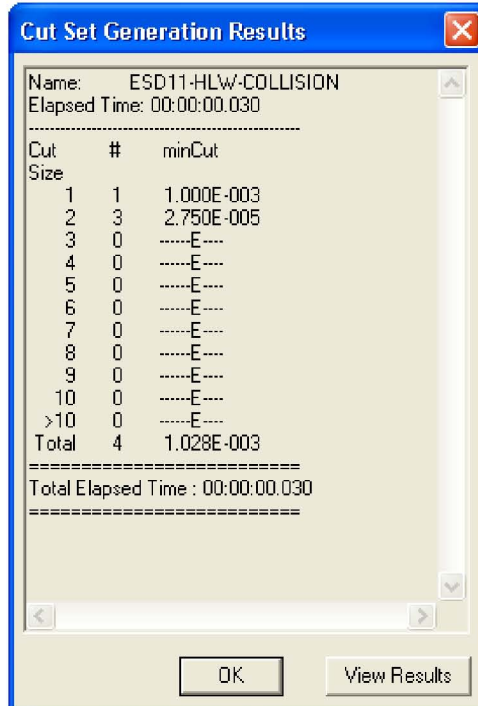 Cut Set Generation Results
Name: ESD11-HLW-COLLISION
Elapsed Time: 00:00:00.030
--------------------------------------------------
Cut # minCut
Size
1 1 1.000E-003
2 3 2.750E-005
3 0 ------E----
4 0 ------E----
5 0 ------E----
6 0 ------E----
7 0 ------E----
8 0 ------E----
9 0 ------E----
10 0 ------E----
>10 0 ------E----
Total 4 1.028E-003
==========================
Total Elapsed Time : 00:00:00.030
==========================
OK View Results